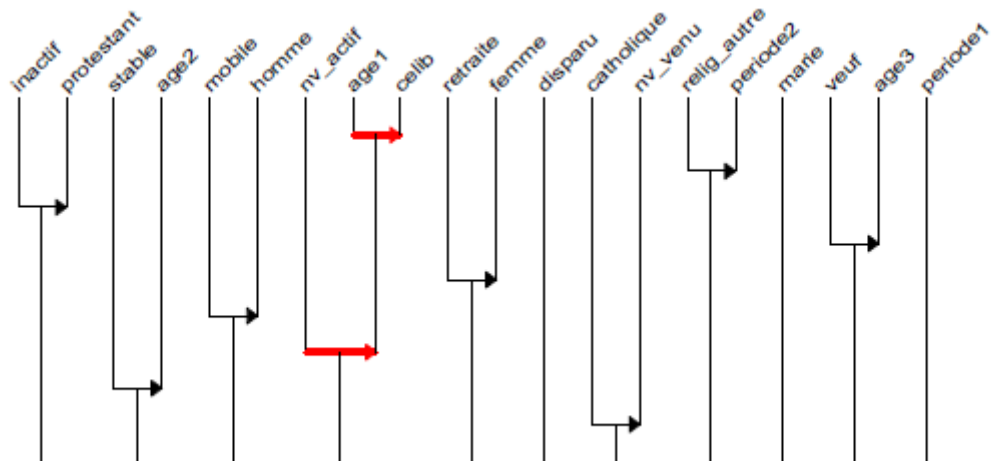 inactif
protestant
stable
age2
mobile
homme
nv_actif
age1
celib
retraite
femme
disparu
catholique
nv_venu
relig_autre
periode2
marie
veuf
age3
periode1